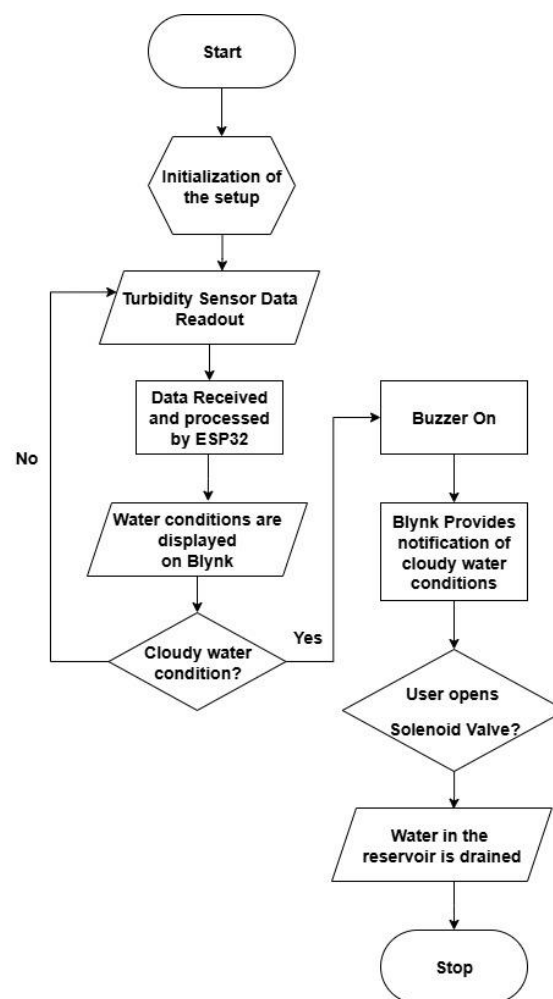 Start
Initialization of
the setup
Turbidity Sensor Data
Readout
Data Received
and processed
by ESP32
No
Water conditions are
displayed
on Blynk
Cloudy water
condition?
Yes
Buzzer On
Blynk Provides
notification of
cloudy water
conditions
User opens
Solenoid Valve?
Water in the
reservoir is drained
Stop